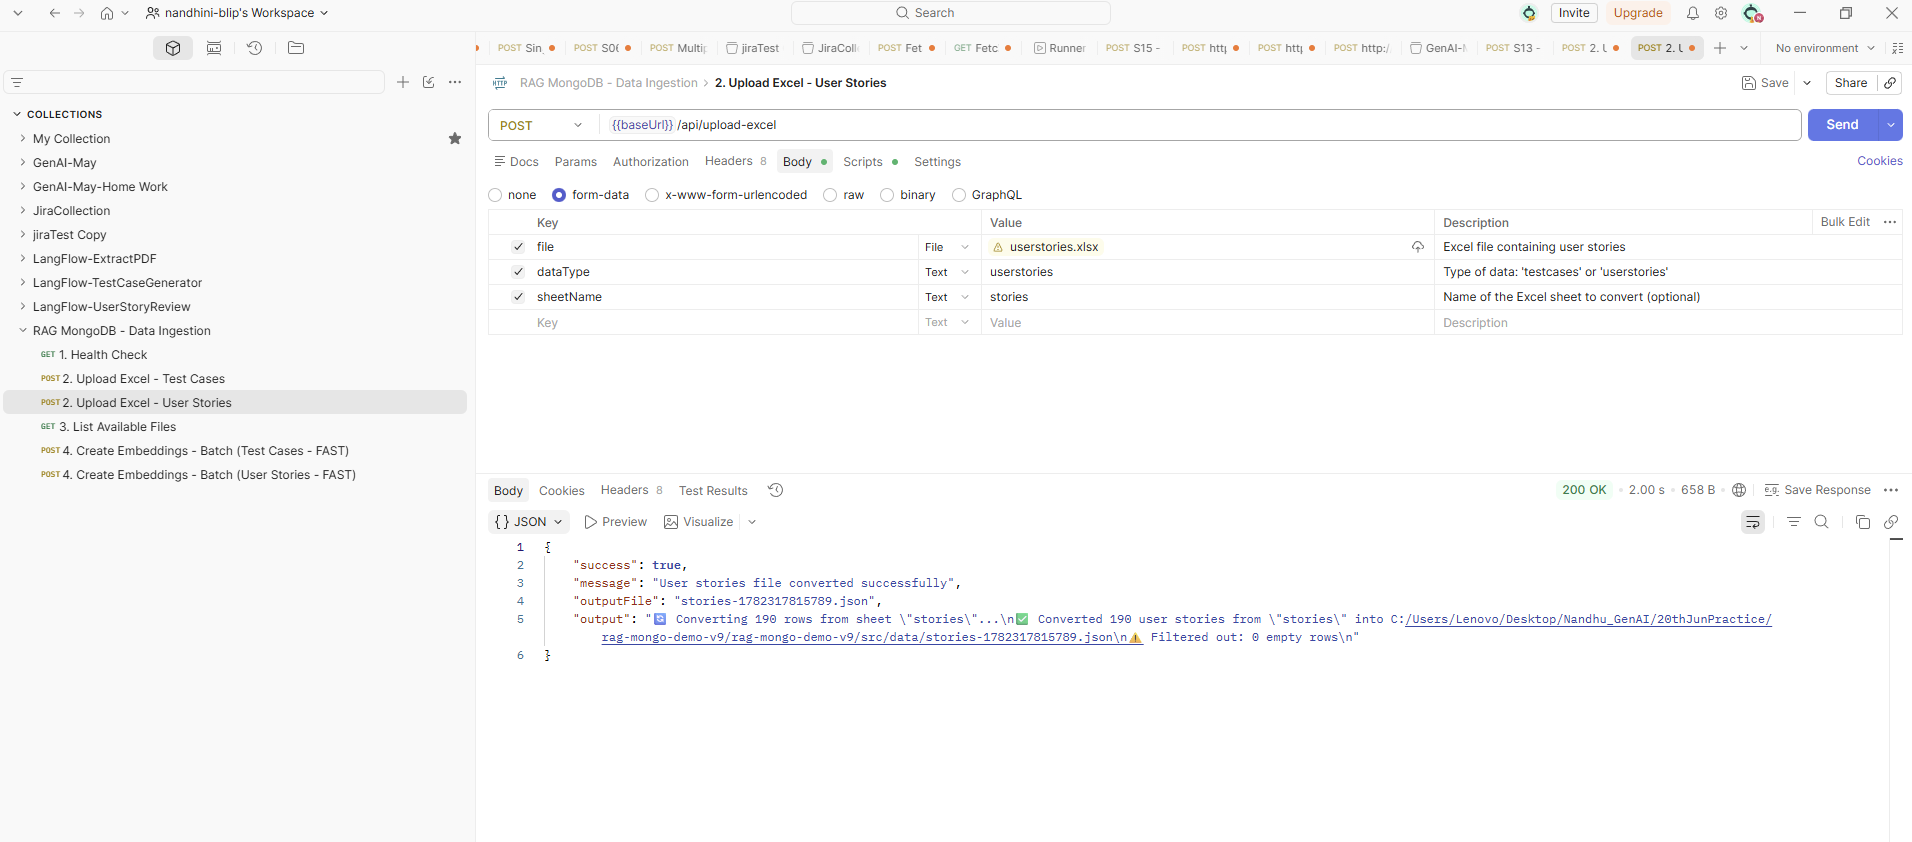 nandhini-blip's Workspace
Search
Invite
Upgrade
POST Sin
POST S06
POST Multip
jiraTest
JiraColl
POST Fet
GET Fetc
Runner
POST S15 -
POST htt
POST htt
POST http:/
GenAI-
POST S13 -
POST 2. U
POST 2. U
No environment
RAG MongoDB - Data Ingestion > 2. Upload Excel - User Stories
Save
Share
POST
{{baseUrl}} /api/upload-excel
Send
Docs Params Authorization Headers 8 Body Scripts Settings
Cookies
none form-data x-www-form-urlencoded raw binary GraphQL
Key Value Description Bulk Edit
file File userstories.xlsx Excel file containing user stories
dataType Text userstories Type of data: 'testcases' or 'userstories'
sheetName Text stories Name of the Excel sheet to convert (optional)
Key Text Value Description
COLLECTIONS
My Collection
GenAI-May
GenAI-May-Home Work
JiraCollection
jiraTest Copy
LangFlow-ExtractPDF
LangFlow-TestCaseGenerator
LangFlow-UserStoryReview
RAG MongoDB - Data Ingestion
GET 1. Health Check
POST 2. Upload Excel - Test Cases
POST 2. Upload Excel - User Stories
GET 3. List Available Files
POST 4. Create Embeddings - Batch (Test Cases - FAST)
POST 4. Create Embeddings - Batch (User Stories - FAST)
Body Cookies Headers 8 Test Results
200 OK • 2.00 s • 658 B
e.g. Save Response
{} JSON Preview Visualize
1 {
2 "success": true,
3 "message": "User stories file converted successfully",
4 "outputFile": "stories-1782317815789.json",
5 "output": "🔄 Converting 190 rows from sheet \"stories\"...\n✅ Converted 190 user stories from \"stories\" into C:/Users/Lenovo/Desktop/Nandhu_GenAI/20thJunPractice/
rag-mongo-demo-v9/rag-mongo-demo-v9/src/data/stories-1782317815789.json\n⚠️ Filtered out: 0 empty rows\n"
6 }